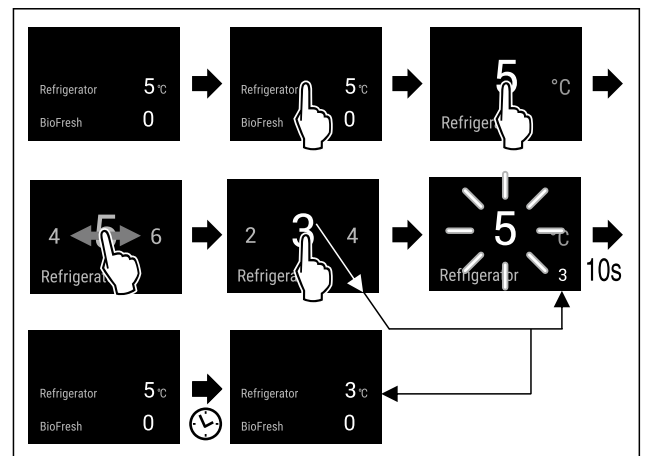 Refrigerator 5 °C
BioFresh 0
Refrigerator 5 °C
BioFresh 0
5 °C
4 5 6
Refrigerat
2 3 4
Refrigera
5 °C
Refrigerator 3
10s
Refrigerator 5 °C
BioFresh 0
Refrigerator 3 °C
BioFresh 0